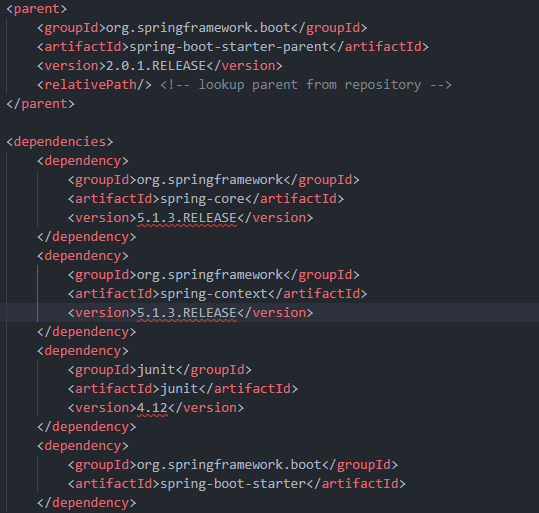 <parent>
<groupId>org.springframework.boot</groupId>
<artifactId>spring-boot-starter-parent</artifactId>
<version>2.0.1.RELEASE</version>
<relativePath/> <!-- lookup parent from repository -->
</parent>
<dependencies>
<dependency>
<groupId>org.springframework</groupId>
<artifactId>spring-core</artifactId>
<version>5.1.3.RELEASE</version>
</dependency>
<dependency>
<groupId>org.springframework</groupId>
<artifactId>spring-context</artifactId>
<version>5.1.3.RELEASE</version>
</dependency>
<dependency>
<groupId>junit</groupId>
<artifactId>junit</artifactId>
<version>4.12</version>
</dependency>
<dependency>
<groupId>org.springframework.boot</groupId>
<artifactId>spring-boot-starter</artifactId>
</dependency>